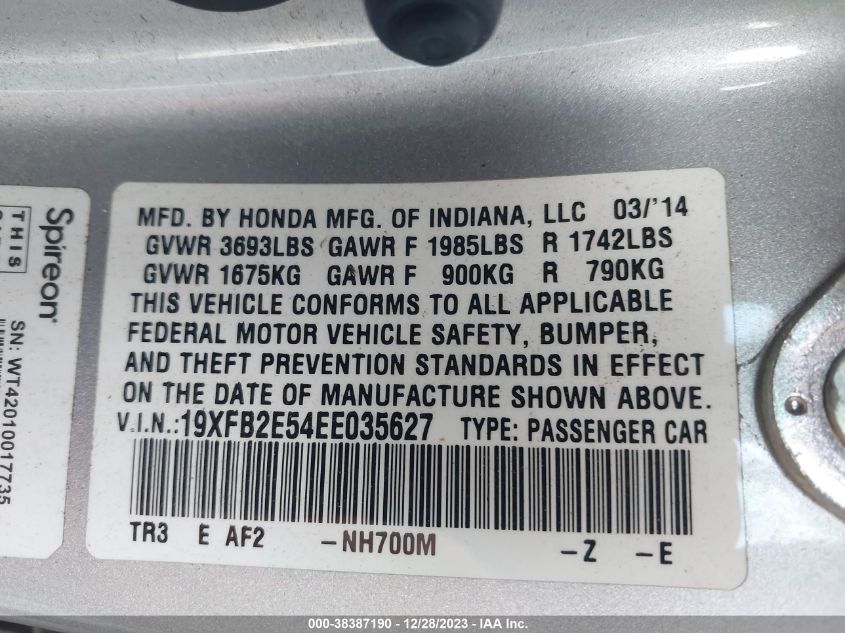 MFD. BY HONDA MFG. OF INDIANA, LLC 03/'14
GVWR 3693LBS GAWR F 1985LBS R 1742LBS
GVWR 1675KG GAWR F 900KG R 790KG
THIS VEHICLE CONFORMS TO ALL APPLICABLE
FEDERAL MOTOR VEHICLE SAFETY, BUMPER,
AND THEFT PREVENTION STANDARDS IN EFFECT
ON THE DATE OF MANUFACTURE SHOWN ABOVE.
V.I.N.:19XFB2E54EE035627 TYPE: PASSENGER CAR
TR3 E AF2 -NH700M -Z -E
Spireon
THIS
SN: WT42010017735
000-38387190 - 12/28/2023 - IAA Inc.